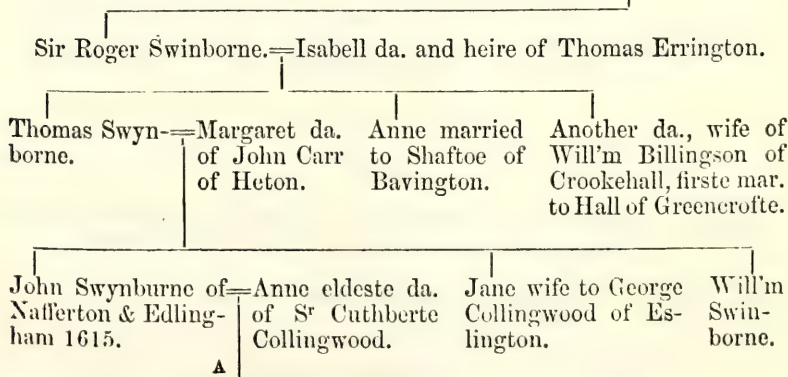 Sir Roger Swinborne.=Isabell da. and heire of Thomas Errington.
Thomas Swyn-=Margaret da.
borne. of John Carr
of Heton.
Anne married
to Shaftoe of
Bavington.
Another da., wife of
Will'm Billingson of
Crookehall, firste mar.
to Hall of Greencrofte.
John Swynburne of=Anne eldeste da.
Nafferton & Edling- of Sr Cuthberte
ham 1615. Collingwood.
Jane wife to George
Collingwood of Es-
lington.
Will'm
Swin-
borne.
A